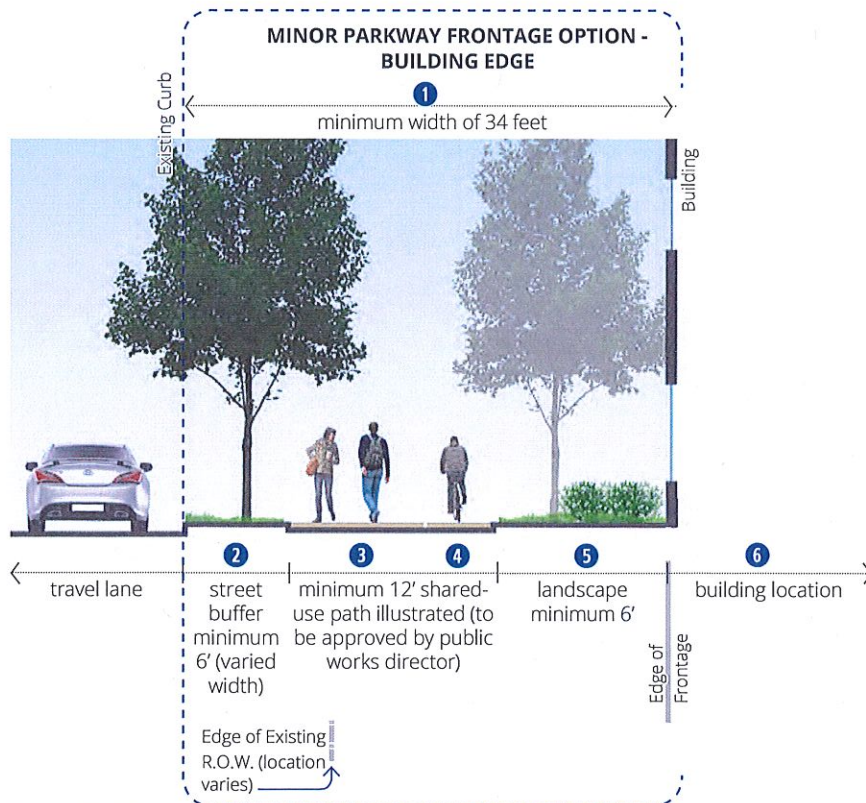 MINOR PARKWAY FRONTAGE OPTION -
BUILDING EDGE
1
minimum width of 34 feet
Existing Curb
Building
2
3
4
5
6
travel lane
street
buffer
minimum
6’ (varied
width)
minimum 12’ shared-
use path illustrated (to
be approved by public
works director)
landscape
minimum 6’
building location
Edge of
Frontage
Edge of Existing
R.O.W. (location
varies)